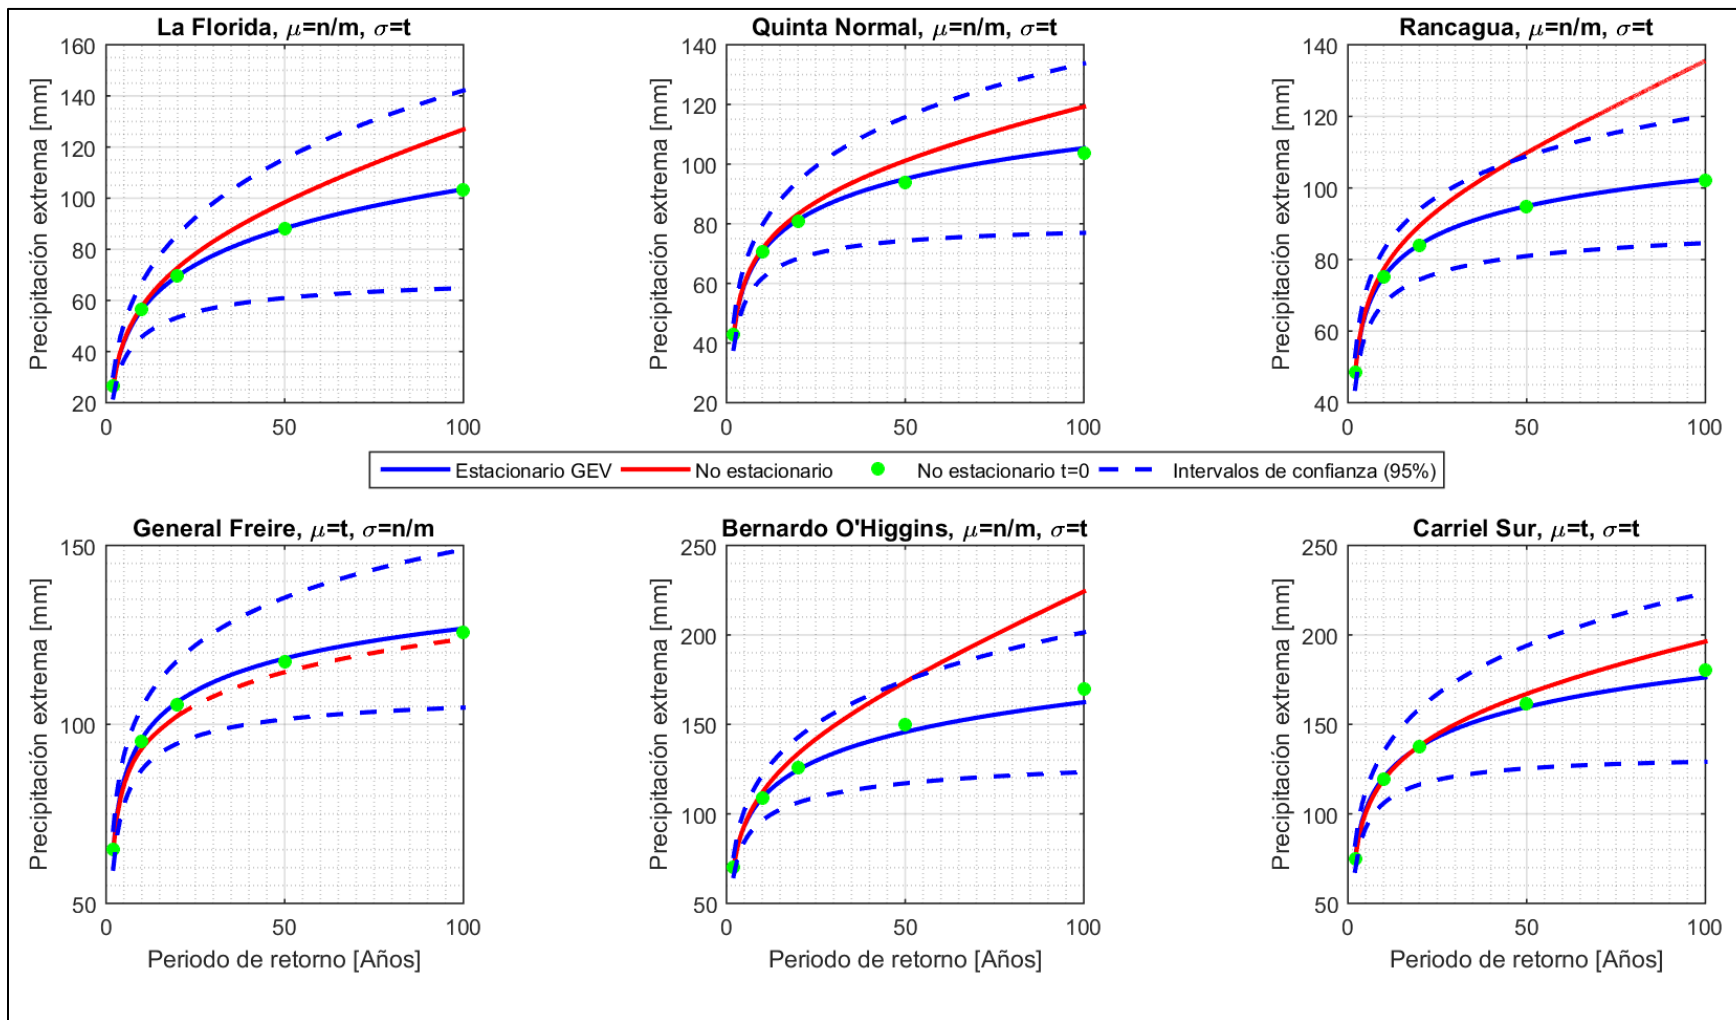 La Florida, μ=n/m, σ=t
Precipitación extrema [mm]
160
140
120
100
80
60
40
20
0
50
100
Quinta Normal, μ=n/m, σ=t
Precipitación extrema [mm]
140
120
100
80
60
40
20
0
50
100
Rancagua, μ=n/m, σ=t
Precipitación extrema [mm]
140
120
100
80
60
40
0
50
100
Estacionario GEV
No estacionario
No estacionario t=0
Intervalos de confianza (95%)
General Freire, μ=t, σ=n/m
Precipitación extrema [mm]
150
100
50
0
50
100
Periodo de retorno [Años]
Bernardo O'Higgins, μ=n/m, σ=t
Precipitación extrema [mm]
250
200
150
100
50
0
50
100
Periodo de retorno [Años]
Carriel Sur, μ=t, σ=t
Precipitación extrema [mm]
250
200
150
100
50
0
50
100
Periodo de retorno [Años]